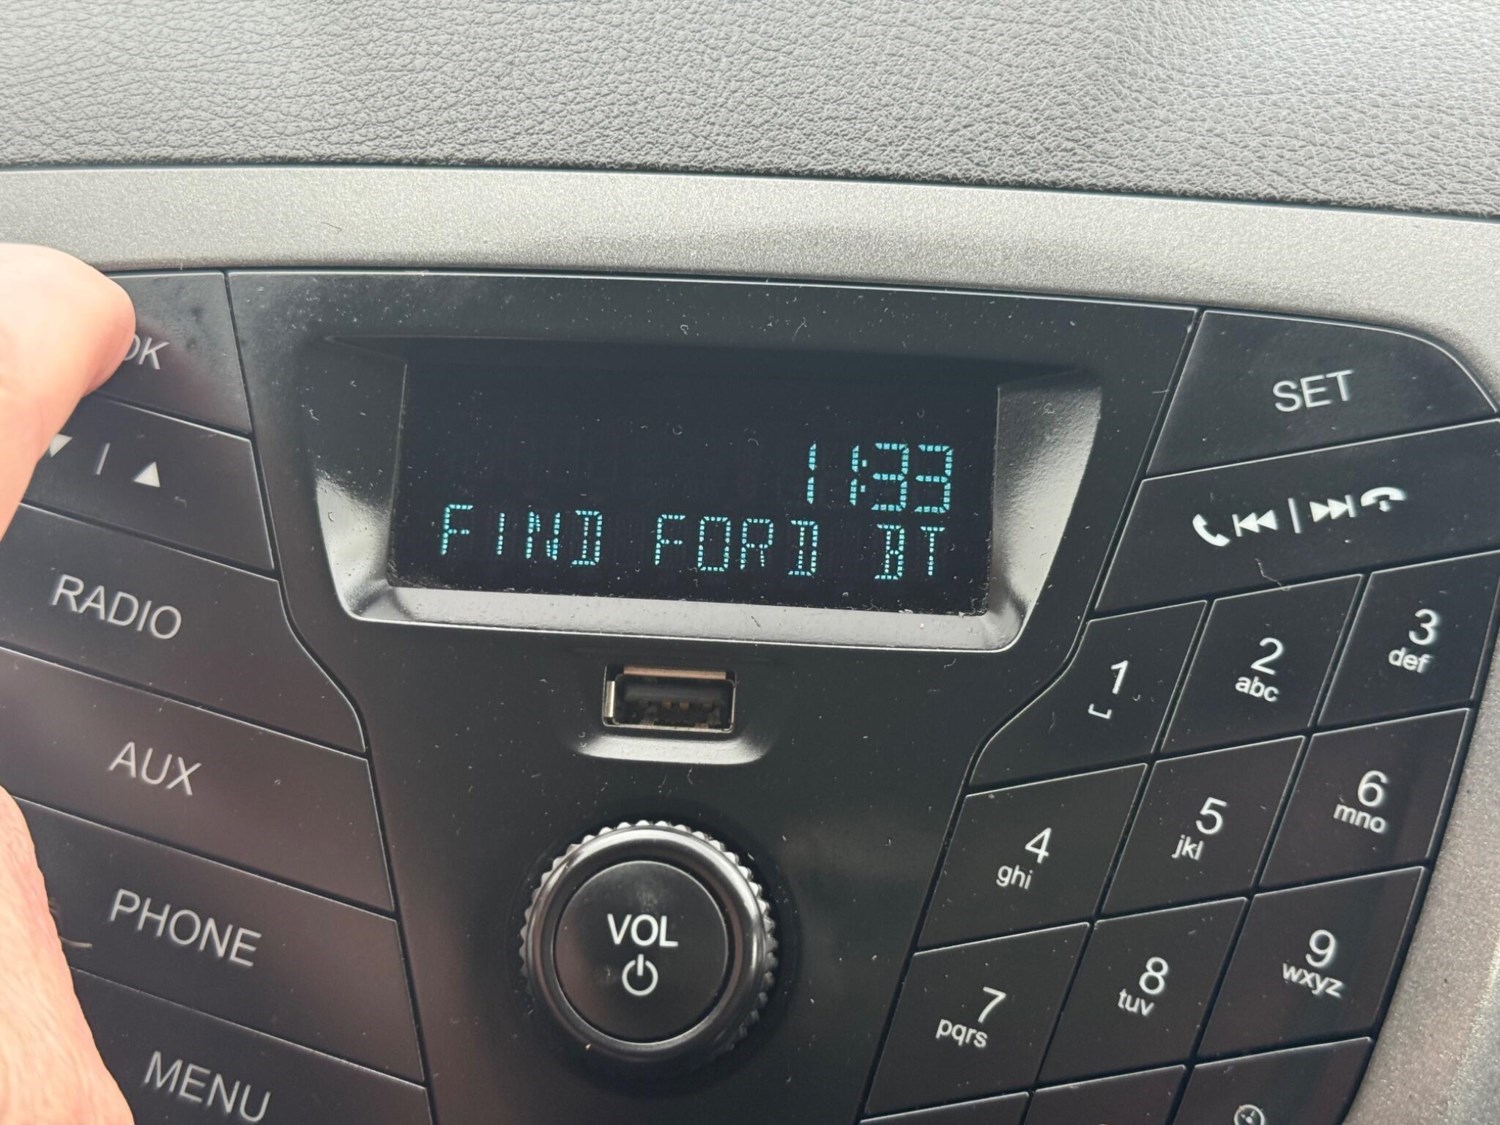 OK
SET
11:33
FIND FORD BT
RADIO
AUX
PHONE
MENU
VOL
1
2
abc
3
def
4
ghi
5
jkl
6
mno
7
pqrs
8
tuv
9
wxyz